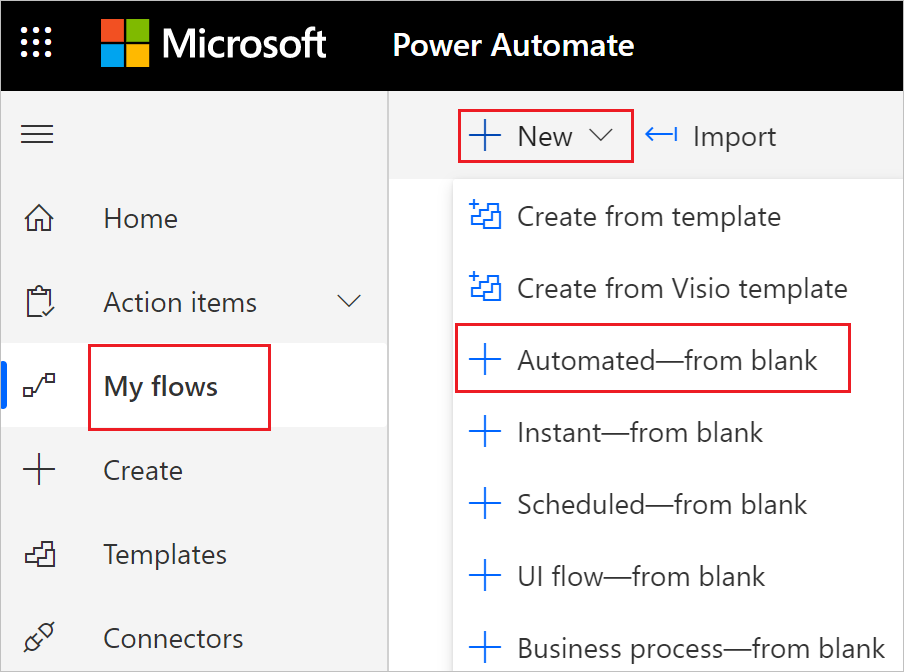 Microsoft Power Automate
New Import
Home
Create from template
Create from Visio template
Action items
Automated—from blank
My flows
Instant—from blank
Create
Scheduled—from blank
Templates
UI flow—from blank
Connectors
Business process—from blank